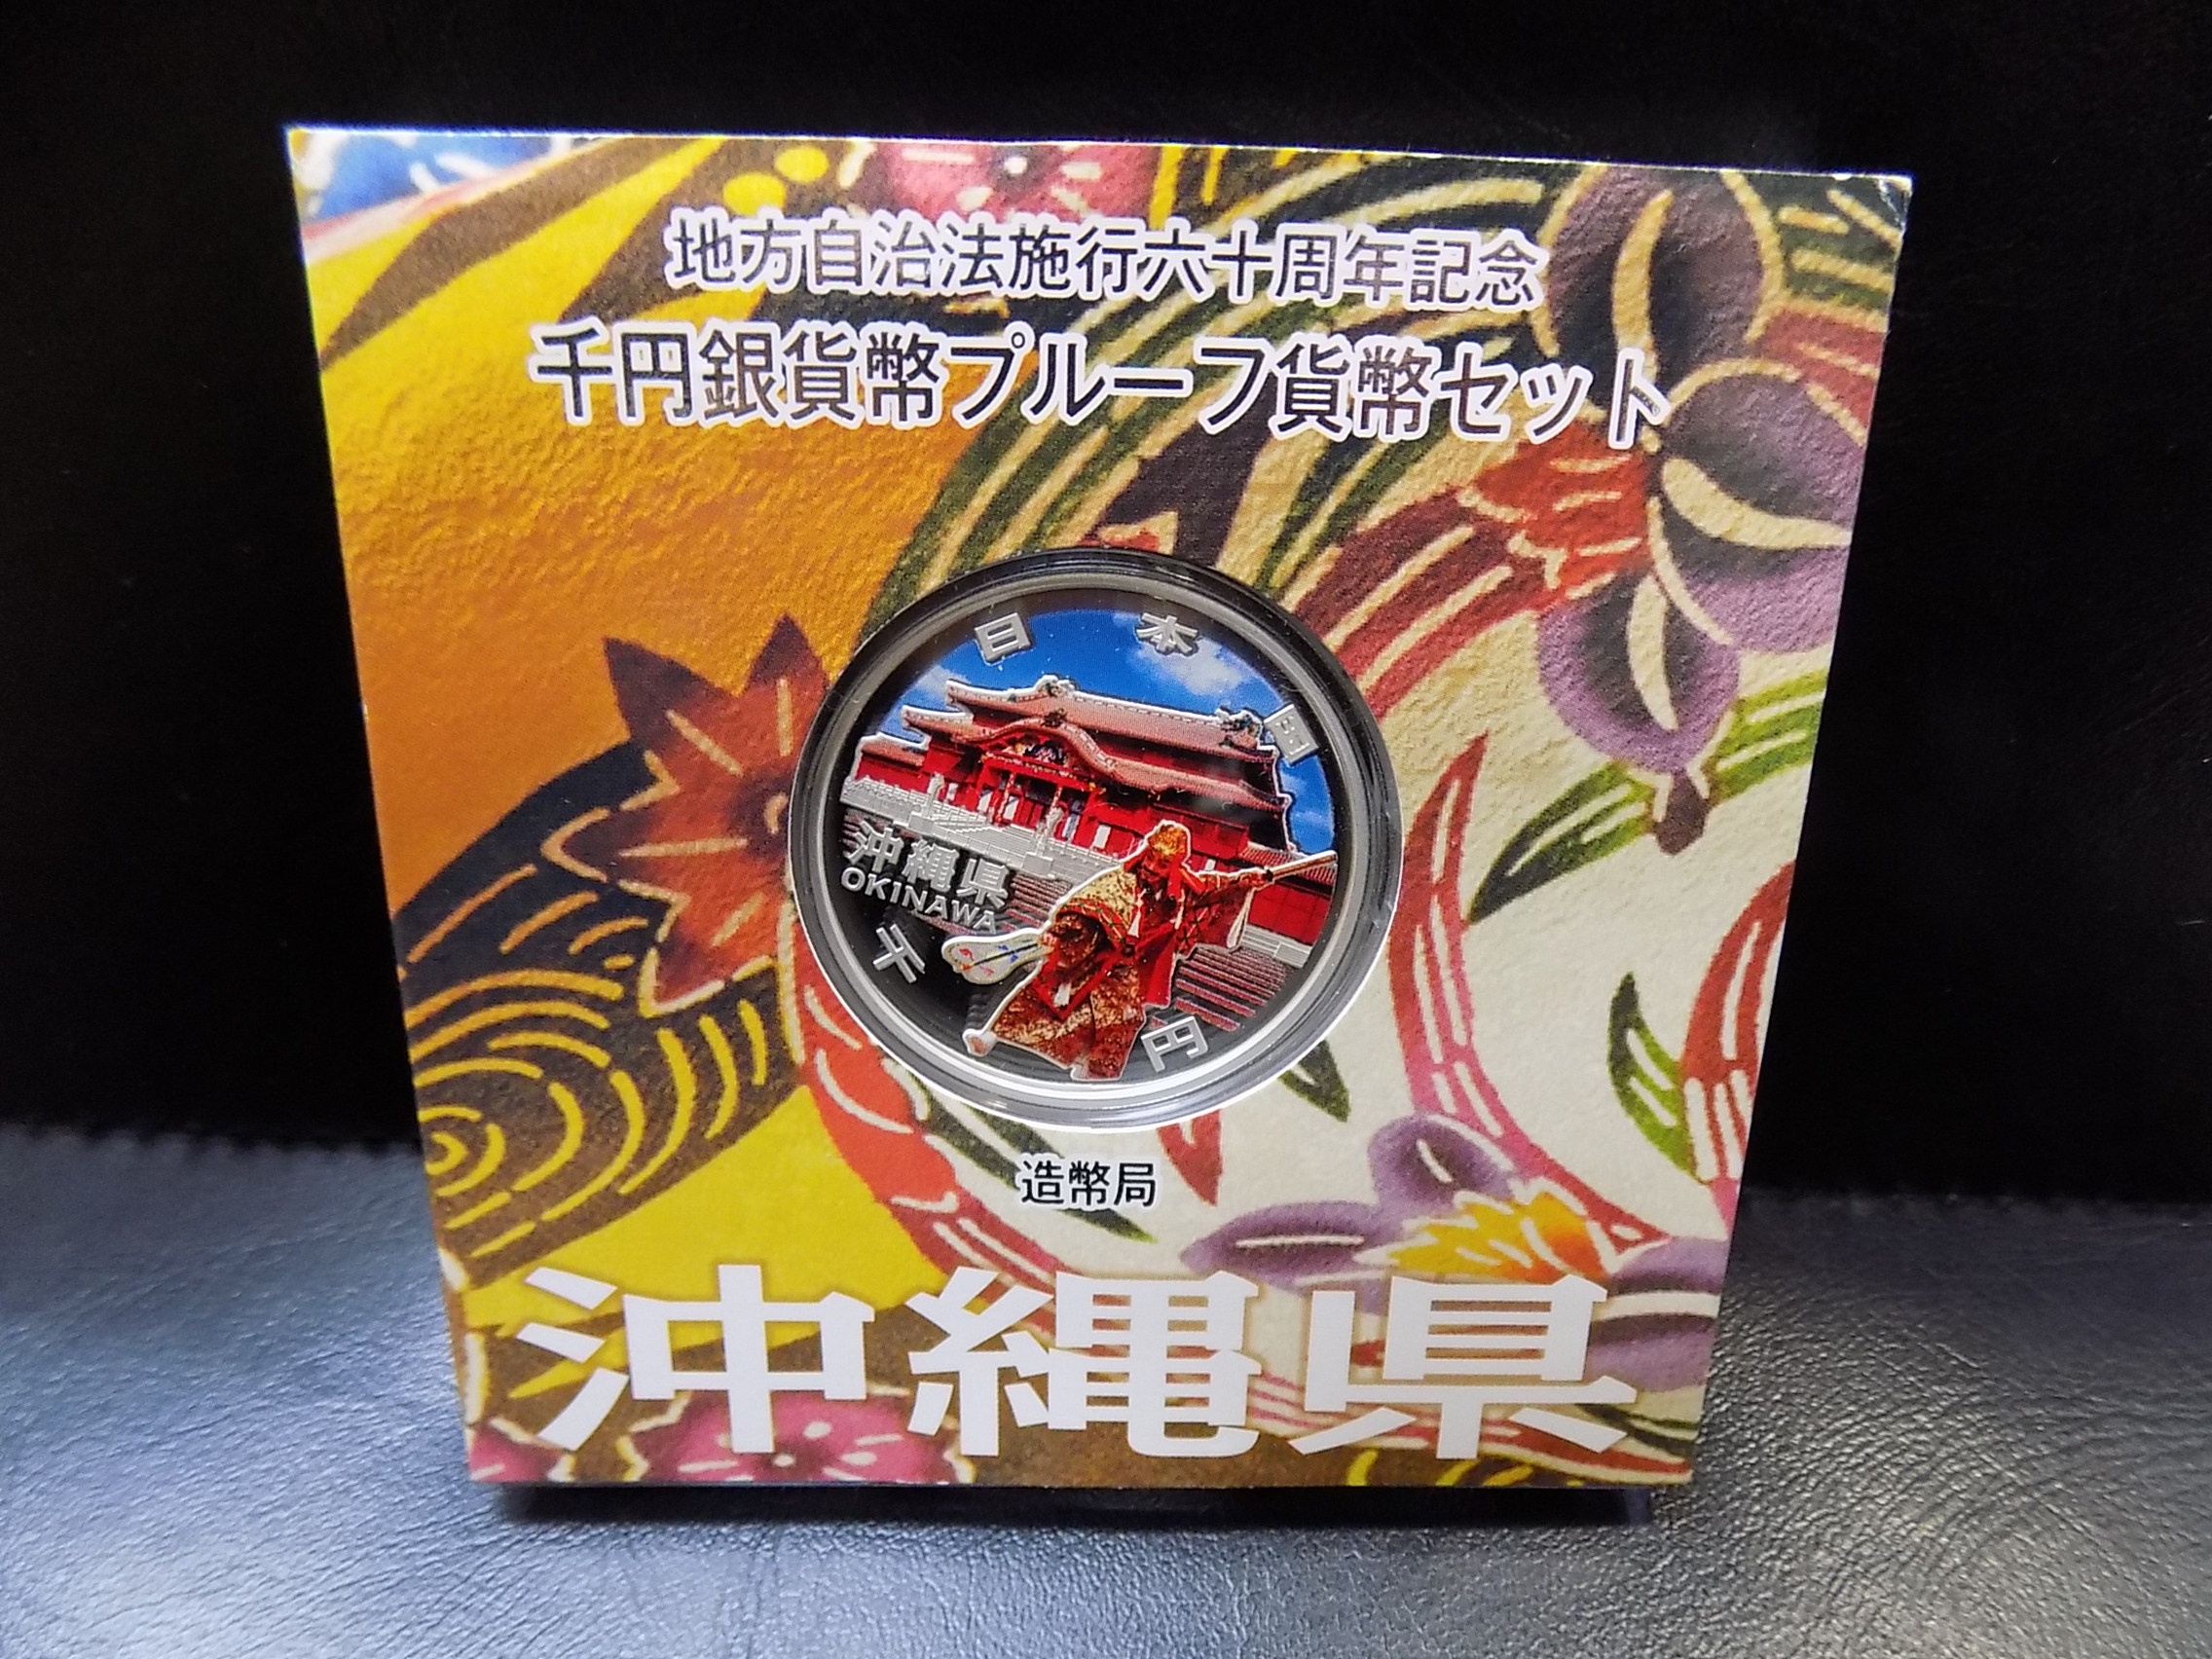 地方自治法施行六十周年記念
千円銀貨幣プルーフ貨幣セット
日本国
沖縄県
OKINAWA
千円
造幣局
沖縄県